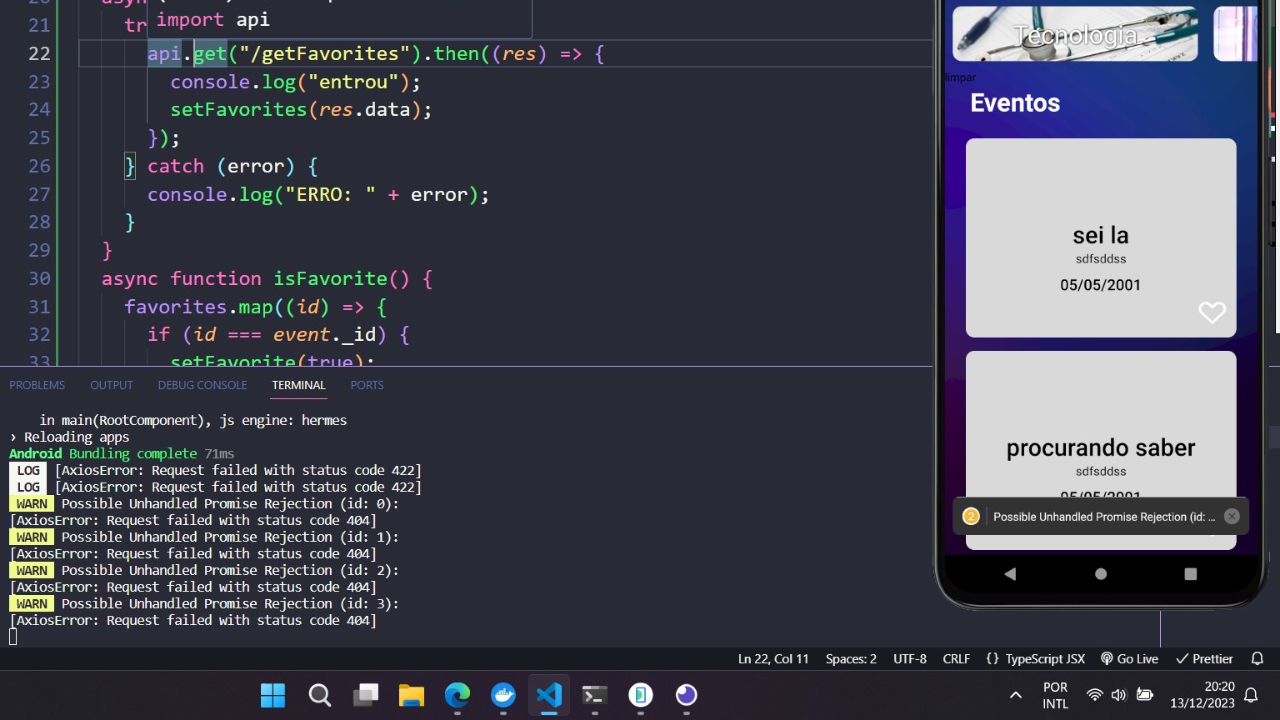 import api
21 tr
22 api.get("/getFavorites").then((res) => {
23 console.log("entrou");
24 setFavorites(res.data);
25 });
26 } catch (error) {
27 console.log("ERRO: " + error);
28 }
29 }
30 async function isFavorite() {
31 favorites.map((id) => {
32 if (id === event._id) {
33 setFavorite(true);
PROBLEMS OUTPUT DEBUG CONSOLE TERMINAL PORTS
in main(RootComponent), js engine: hermes
› Reloading apps
Android Bundling complete 71ms
LOG [AxiosError: Request failed with status code 422]
LOG [AxiosError: Request failed with status code 422]
WARN Possible Unhandled Promise Rejection (id: 0):
[AxiosError: Request failed with status code 404]
WARN Possible Unhandled Promise Rejection (id: 1):
[AxiosError: Request failed with status code 404]
WARN Possible Unhandled Promise Rejection (id: 2):
[AxiosError: Request failed with status code 404]
WARN Possible Unhandled Promise Rejection (id: 3):
[AxiosError: Request failed with status code 404]
Tecnologia
limpar
Eventos
sei la
sdfsddss
05/05/2001
procurando saber
sdfsddss
05/05/2001
2 Possible Unhandled Promise Rejection (id: ...
Ln 22, Col 11 Spaces: 2 UTF-8 CRLF {} TypeScript JSX Go Live Prettier
POR
INTL
20:20
13/12/2023